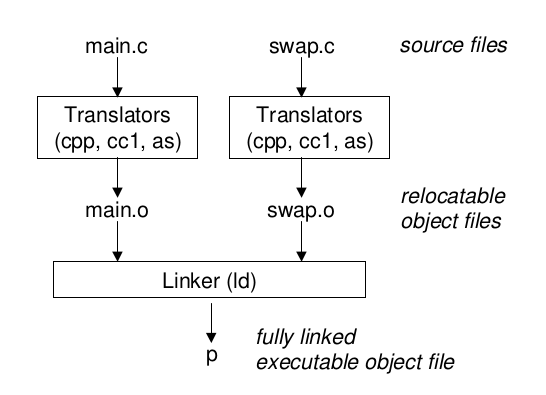 main.c
swap.c
source files
Translators
(cpp, cc1, as)
Translators
(cpp, cc1, as)
main.o
swap.o
relocatable
object files
Linker (ld)
p
fully linked
executable object file